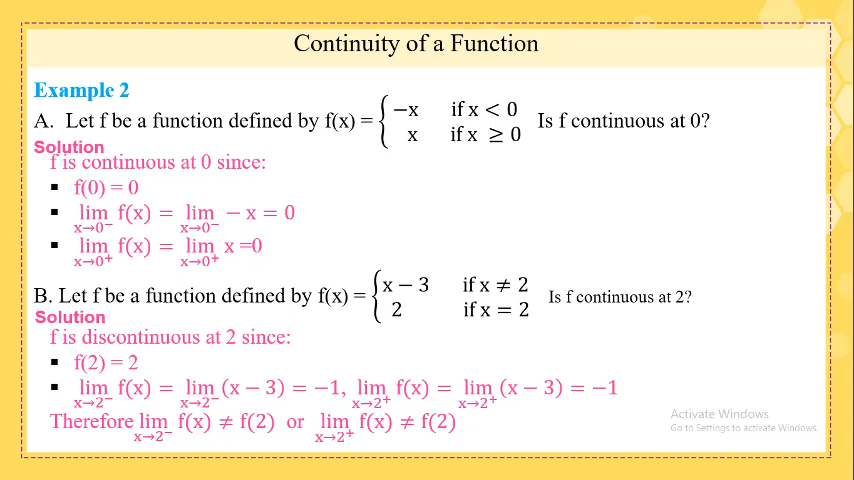 Continuity of a Function
Example 2
A. Let f be a function defined by f(x) = { −x if x < 0 Is f continuous at 0?
x if x ≥ 0
Solution
f is continuous at 0 since:
▪ f(0) = 0
▪ lim x→0⁻ f(x) = lim x→0⁻ − x = 0
▪ lim x→0⁺ f(x) = lim x→0⁺ x =0
B. Let f be a function defined by f(x) = { x − 3 if x ≠ 2 Is f continuous at 2?
2 if x = 2
Solution
f is discontinuous at 2 since:
▪ f(2) = 2
▪ lim x→2⁻ f(x) = lim x→2⁻ (x − 3) = −1, lim x→2⁺ f(x) = lim x→2⁺ (x − 3) = −1
Therefore lim x→2⁻ f(x) ≠ f(2) or lim x→2⁺ f(x) ≠ f(2)
Activate Windows
Go to Settings to activate Windows.